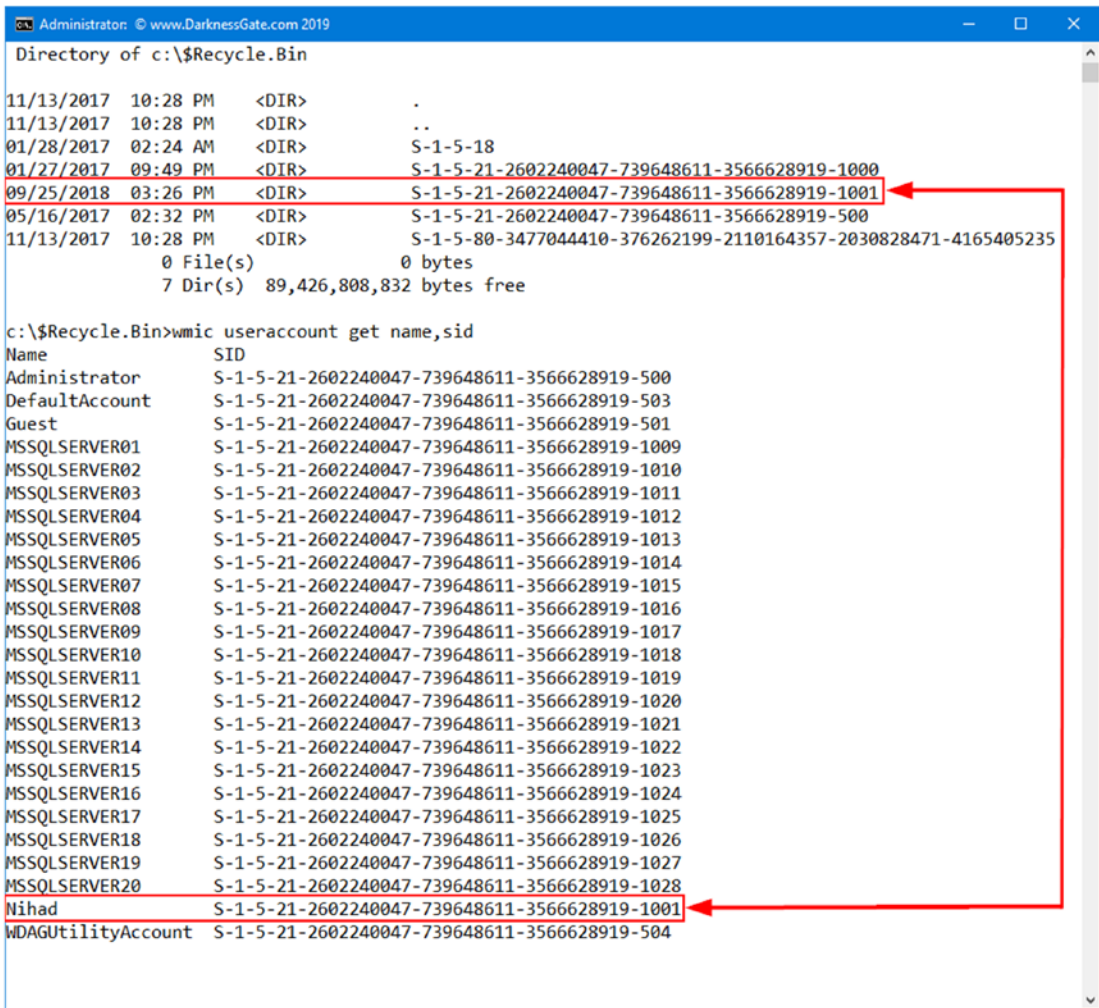 Administrator: © www.DarknessGate.com 2019
Directory of c:\$Recycle.Bin
11/13/2017 10:28 PM <DIR> .
11/13/2017 10:28 PM <DIR> ..
01/28/2017 02:24 AM <DIR> S-1-5-18
01/27/2017 09:49 PM <DIR> S-1-5-21-2602240047-739648611-3566628919-1000
09/25/2018 03:26 PM <DIR> S-1-5-21-2602240047-739648611-3566628919-1001
05/16/2017 02:32 PM <DIR> S-1-5-21-2602240047-739648611-3566628919-500
11/13/2017 10:28 PM <DIR> S-1-5-80-3477044410-376262199-2110164357-2030828471-4165405235
0 File(s) 0 bytes
7 Dir(s) 89,426,808,832 bytes free
c:\$Recycle.Bin>wmic useraccount get name,sid
Name SID
Administrator S-1-5-21-2602240047-739648611-3566628919-500
DefaultAccount S-1-5-21-2602240047-739648611-3566628919-503
Guest S-1-5-21-2602240047-739648611-3566628919-501
MSSQLSERVER01 S-1-5-21-2602240047-739648611-3566628919-1009
MSSQLSERVER02 S-1-5-21-2602240047-739648611-3566628919-1010
MSSQLSERVER03 S-1-5-21-2602240047-739648611-3566628919-1011
MSSQLSERVER04 S-1-5-21-2602240047-739648611-3566628919-1012
MSSQLSERVER05 S-1-5-21-2602240047-739648611-3566628919-1013
MSSQLSERVER06 S-1-5-21-2602240047-739648611-3566628919-1014
MSSQLSERVER07 S-1-5-21-2602240047-739648611-3566628919-1015
MSSQLSERVER08 S-1-5-21-2602240047-739648611-3566628919-1016
MSSQLSERVER09 S-1-5-21-2602240047-739648611-3566628919-1017
MSSQLSERVER10 S-1-5-21-2602240047-739648611-3566628919-1018
MSSQLSERVER11 S-1-5-21-2602240047-739648611-3566628919-1019
MSSQLSERVER12 S-1-5-21-2602240047-739648611-3566628919-1020
MSSQLSERVER13 S-1-5-21-2602240047-739648611-3566628919-1021
MSSQLSERVER14 S-1-5-21-2602240047-739648611-3566628919-1022
MSSQLSERVER15 S-1-5-21-2602240047-739648611-3566628919-1023
MSSQLSERVER16 S-1-5-21-2602240047-739648611-3566628919-1024
MSSQLSERVER17 S-1-5-21-2602240047-739648611-3566628919-1025
MSSQLSERVER18 S-1-5-21-2602240047-739648611-3566628919-1026
MSSQLSERVER19 S-1-5-21-2602240047-739648611-3566628919-1027
MSSQLSERVER20 S-1-5-21-2602240047-739648611-3566628919-1028
Nihad S-1-5-21-2602240047-739648611-3566628919-1001
WDAGUtilityAccount S-1-5-21-2602240047-739648611-3566628919-504